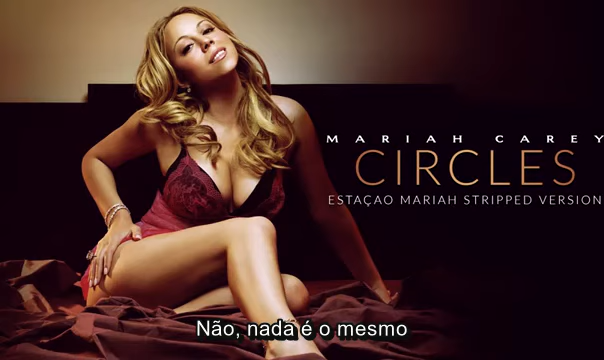 MARIAH CAREY
CIRCLES
ESTAÇAO MARIAH STRIPPED VERSION
Não, nada é o mesmo